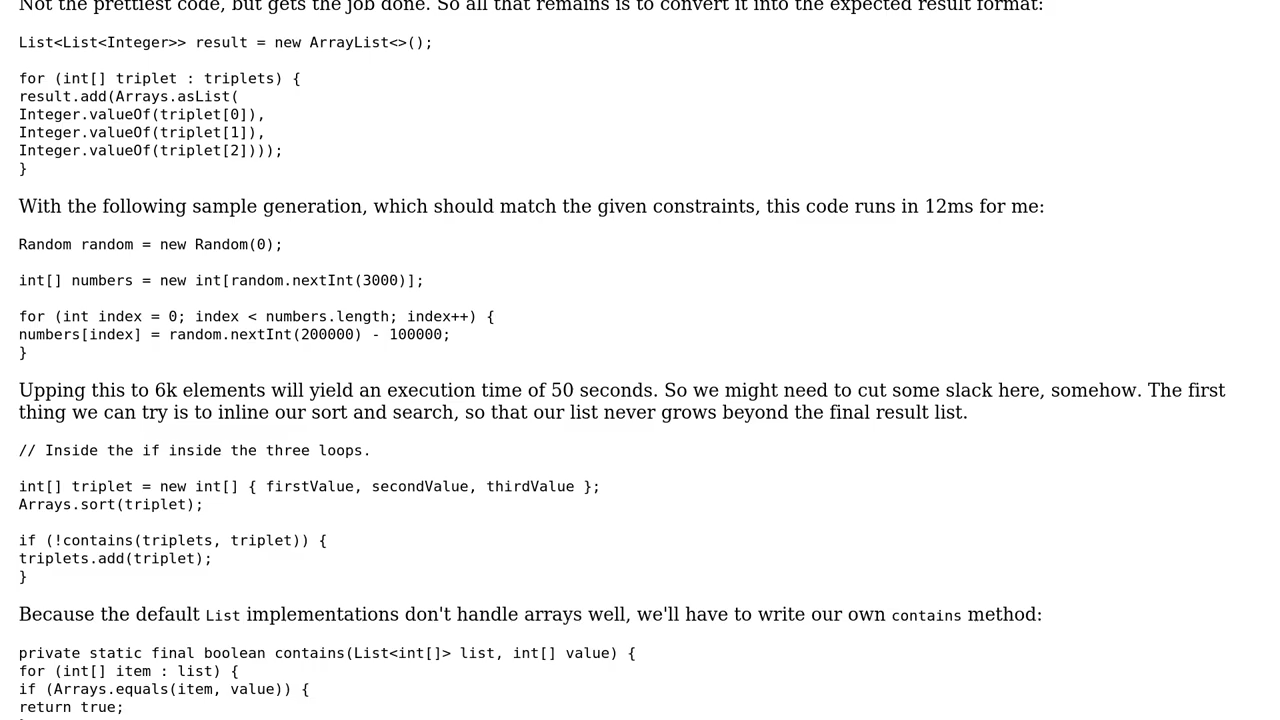 Not the prettiest code, but gets the job done. So all that remains is to convert it into the expected result format:
List<List<Integer>> result = new ArrayList<>();
for (int[] triplet : triplets) {
result.add(Arrays.asList(
Integer.valueOf(triplet[0]),
Integer.valueOf(triplet[1]),
Integer.valueOf(triplet[2])));
}
With the following sample generation, which should match the given constraints, this code runs in 12ms for me:
Random random = new Random(0);
int[] numbers = new int[random.nextInt(3000)];
for (int index = 0; index < numbers.length; index++) {
numbers[index] = random.nextInt(200000) - 100000;
}
Upping this to 6k elements will yield an execution time of 50 seconds. So we might need to cut some slack here, somehow. The first
thing we can try is to inline our sort and search, so that our list never grows beyond the final result list.
// Inside the if inside the three loops.
int[] triplet = new int[] { firstValue, secondValue, thirdValue };
Arrays.sort(triplet);
if (!contains(triplets, triplet)) {
triplets.add(triplet);
}
Because the default List implementations don't handle arrays well, we'll have to write our own contains method:
private static final boolean contains(List<int[]> list, int[] value) {
for (int[] item : list) {
if (Arrays.equals(item, value)) {
return true;